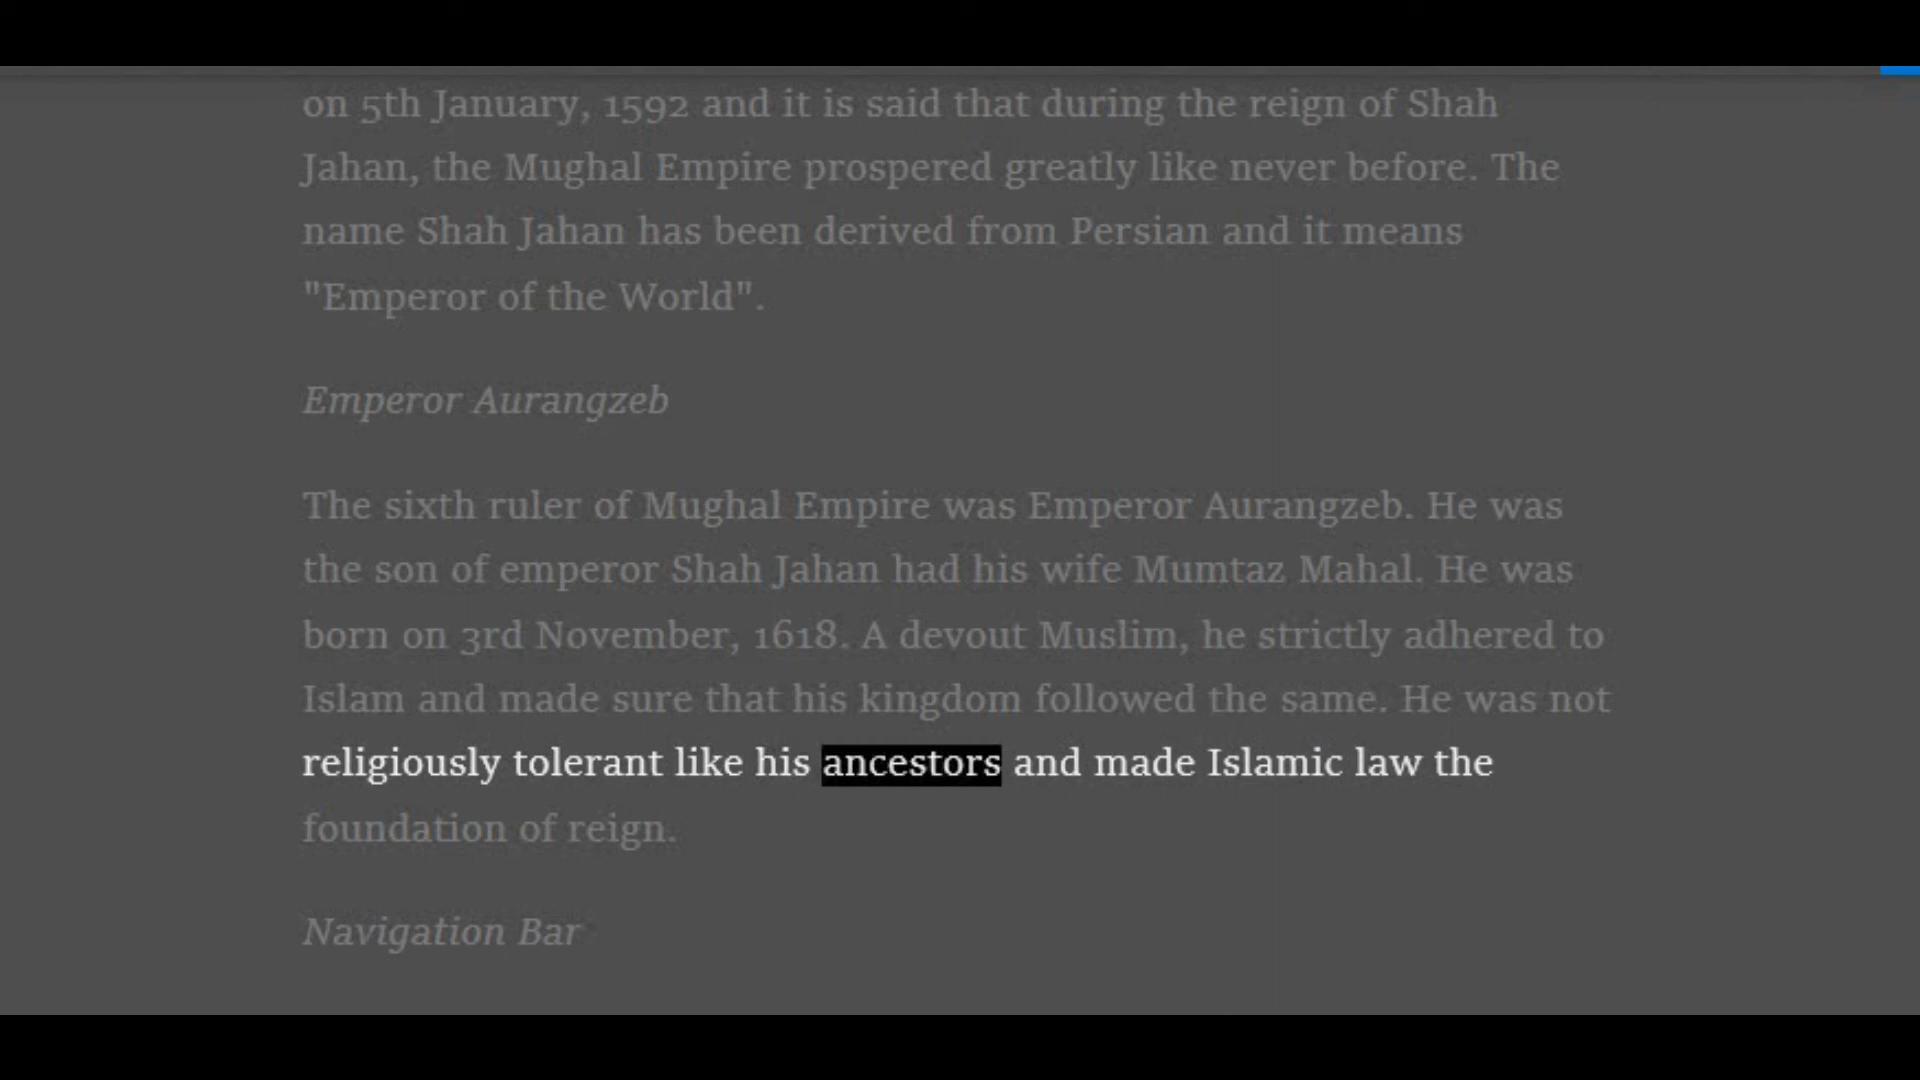 on 5th January, 1592 and it is said that during the reign of Shah
Jahan, the Mughal Empire prospered greatly like never before. The
name Shah Jahan has been derived from Persian and it means
"Emperor of the World".
Emperor Aurangzeb
The sixth ruler of Mughal Empire was Emperor Aurangzeb. He was
the son of emperor Shah Jahan had his wife Mumtaz Mahal. He was
born on 3rd November, 1618. A devout Muslim, he strictly adhered to
Islam and made sure that his kingdom followed the same. He was not
religiously tolerant like his ancestors and made Islamic law the
foundation of reign.
Navigation Bar